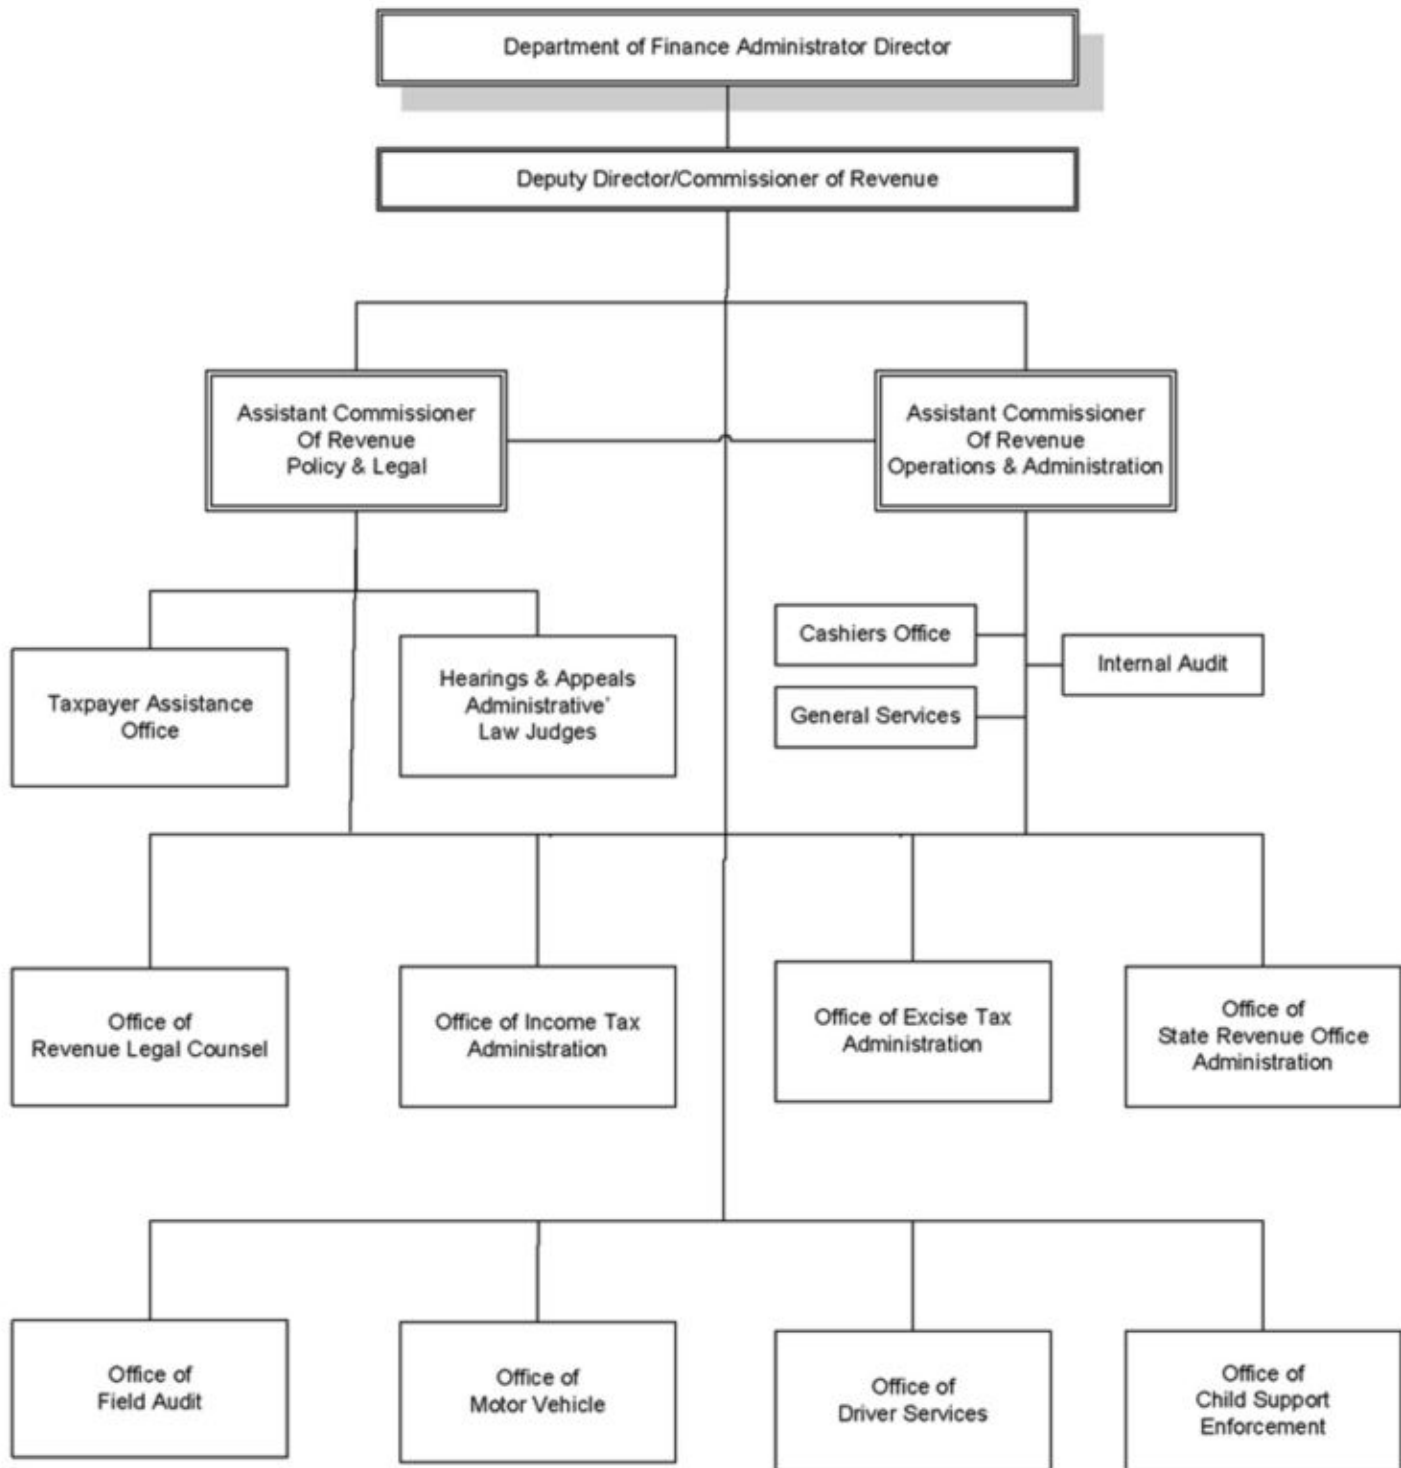 Department of Finance Administrator Director
Deputy Director/Commissioner of Revenue
Assistant Commissioner
Of Revenue
Policy & Legal
Assistant Commissioner
Of Revenue
Operations & Administration
Taxpayer Assistance
Office
Hearings & Appeals
Administrative'
Law Judges
Cashiers Office
Internal Audit
General Services
Office of
Revenue Legal Counsel
Office of Income Tax
Administration
Office of Excise Tax
Administration
Office of
State Revenue Office
Administration
Office of
Field Audit
Office of
Motor Vehicle
Office of
Driver Services
Office of
Child Support
Enforcement